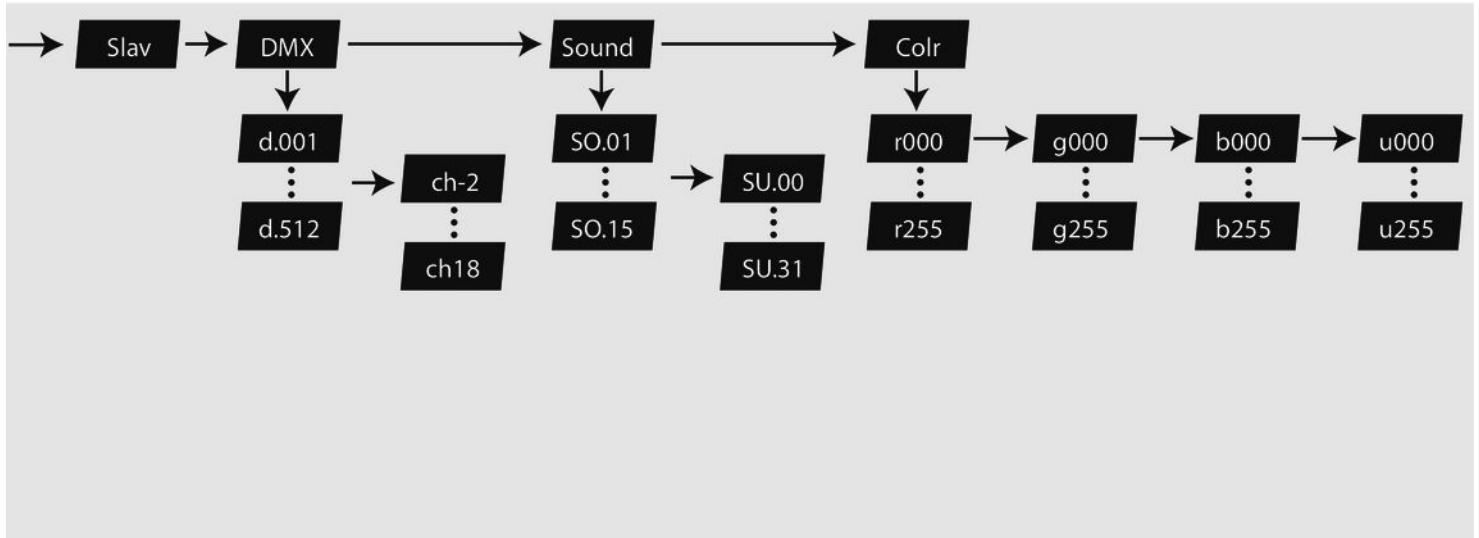 Slav DMX Sound Colr
d.001 SO.01 r000 g000 b000 u000
ch-2 SU.00
d.512 SO.15 r255 g255 b255 u255
ch18 SU.31